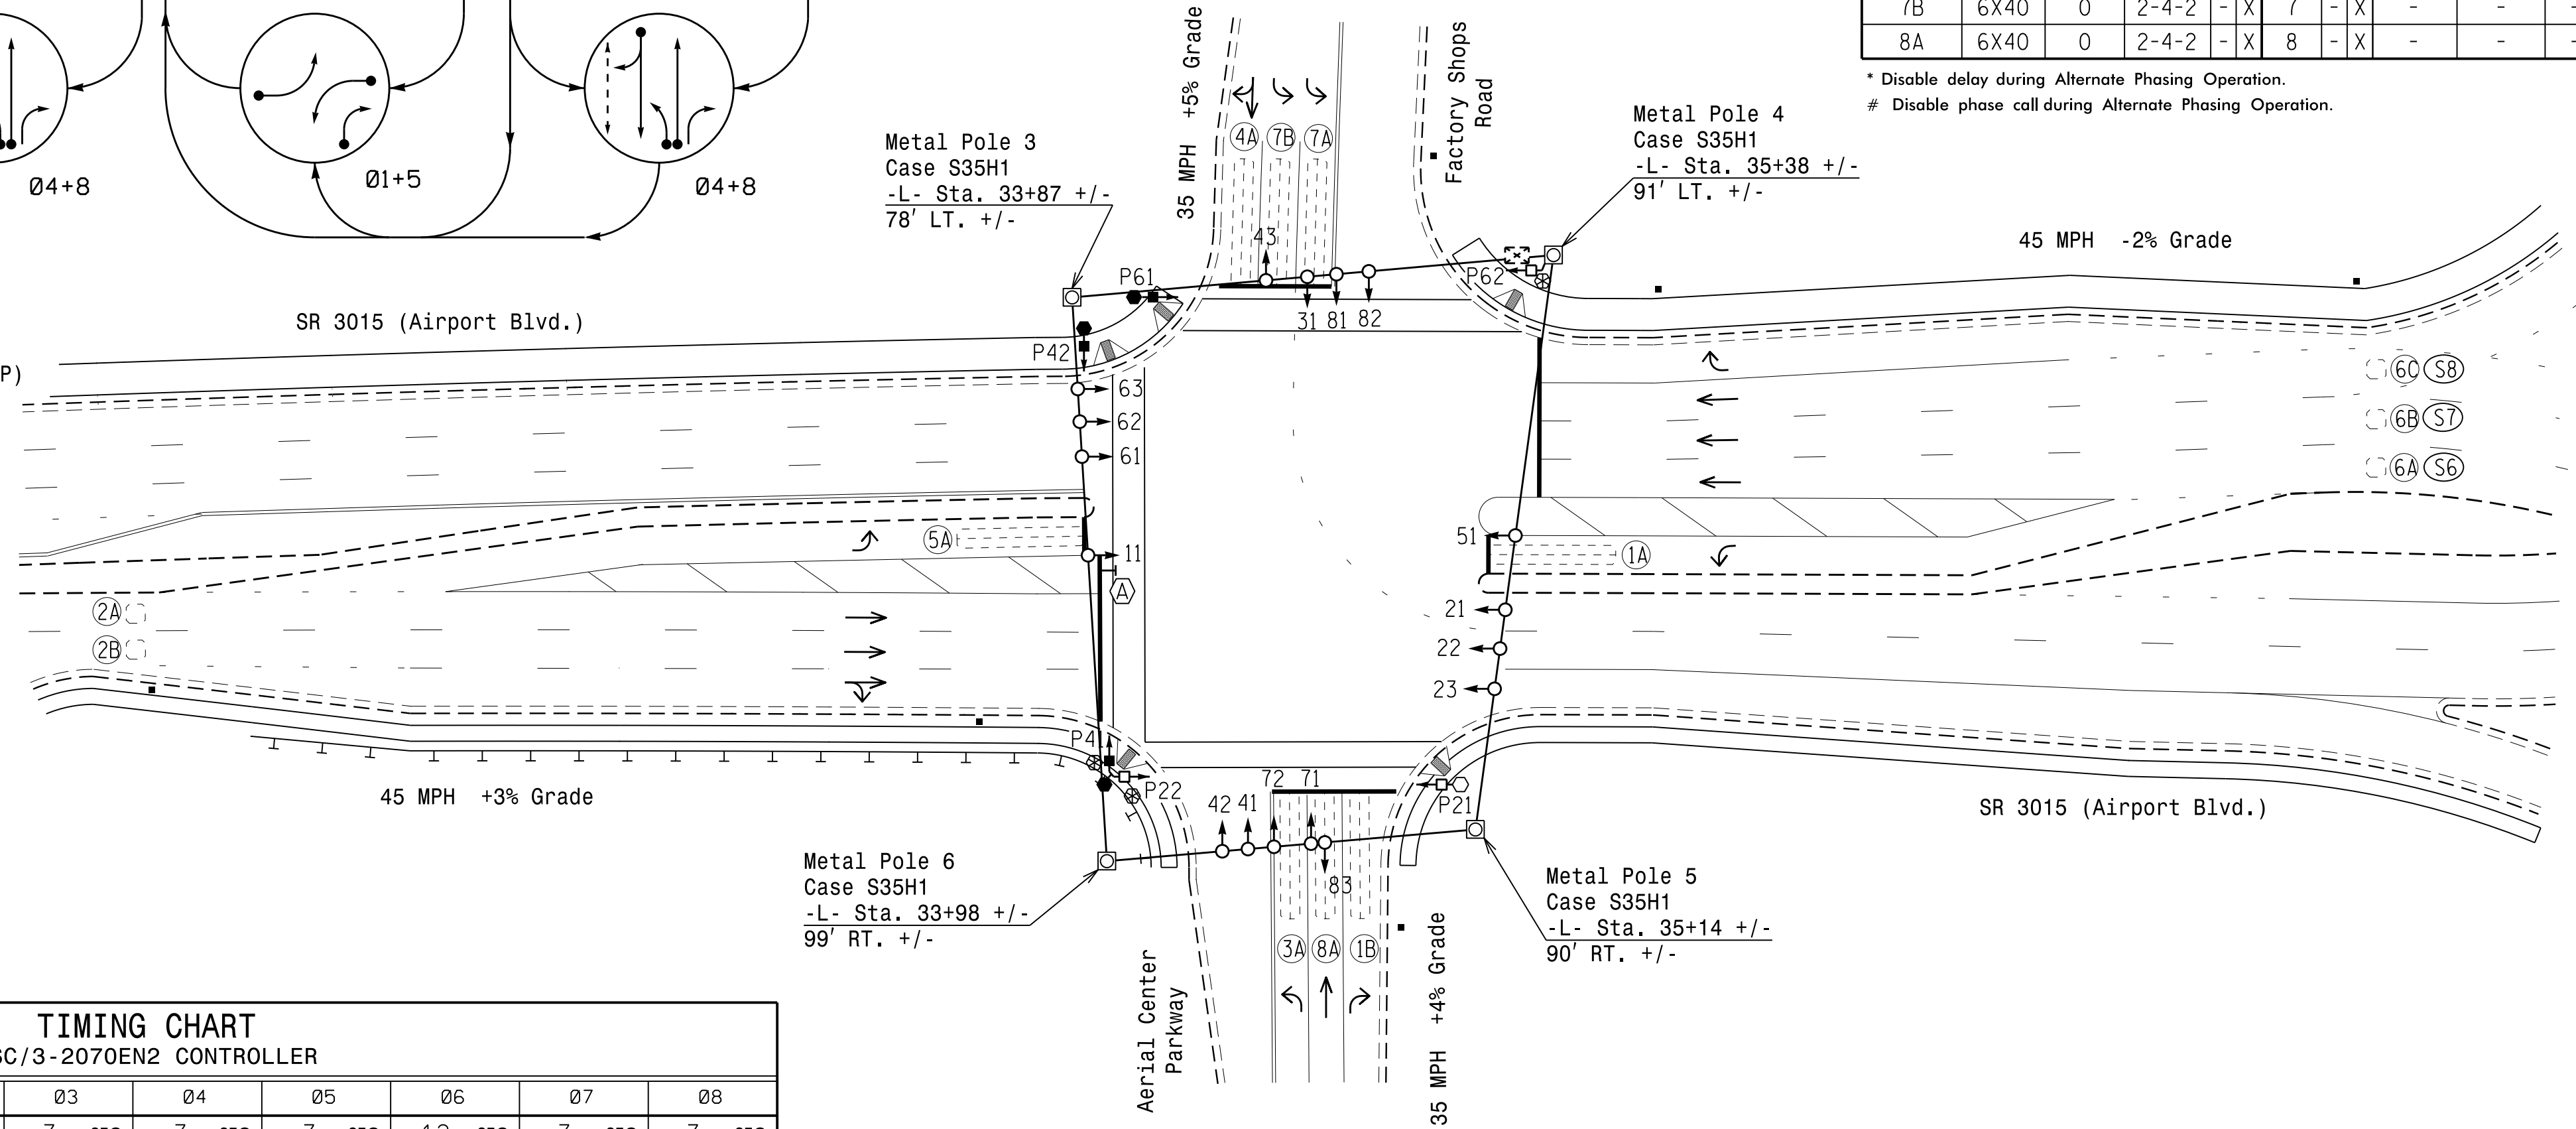 7B 6X40 0 2-4-2 - X 7 - X - - -
8A 6X40 0 2-4-2 - X 8 - X - - -
* Disable delay during Alternate Phasing Operation.
# Disable phase call during Alternate Phasing Operation.
Ø4+8
Ø1+5
Ø4+8
35 MPH +5% Grade
Factory Shops
Road
Metal Pole 3
Case S35H1
-L- Sta. 33+87 +/-
78' LT. +/-
Metal Pole 4
Case S35H1
-L- Sta. 35+38 +/-
91' LT. +/-
4A 7B 7A
43
45 MPH -2% Grade
P61
P62
31 81 82
SR 3015 (Airport Blvd.)
P42
P)
63
62
61
6C S8
6B S7
6A S6
5A
11
51
1A
A
2A
2B
21
22
23
P41
P22
P21
72 71
42 41
83
45 MPH +3% Grade
SR 3015 (Airport Blvd.)
Metal Pole 6
Case S35H1
-L- Sta. 33+98 +/-
99' RT. +/-
Metal Pole 5
Case S35H1
-L- Sta. 35+14 +/-
90' RT. +/-
3A 8A 1B
Aerial Center
Parkway
35 MPH +4% Grade
TIMING CHART
SC/3-2070EN2 CONTROLLER
Ø3 Ø4 Ø5 Ø6 Ø7 Ø8